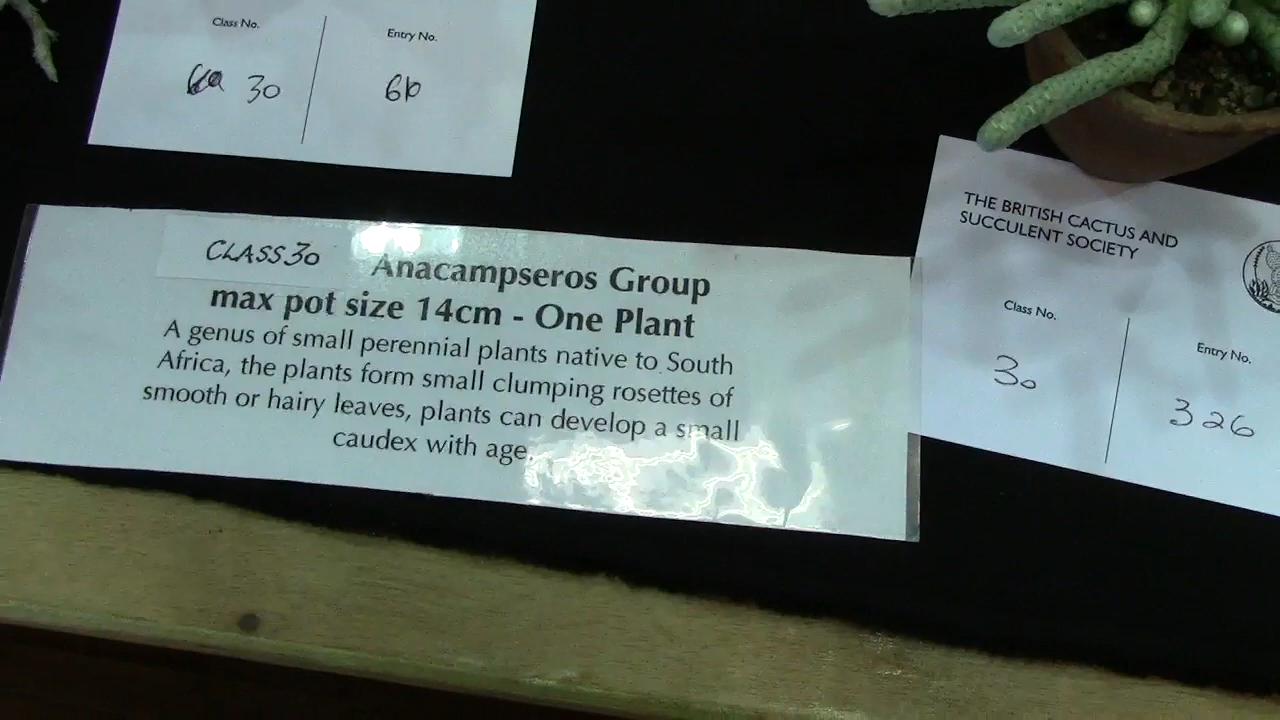 Class No.
Entry No.
30
CLASS 30
Anacampseros Group
max pot size 14cm - One Plant
A genus of small perennial plants native to South
Africa, the plants form small clumping rosettes of
smooth or hairy leaves, plants can develop a small
caudex with age.
THE BRITISH CACTUS AND
SUCCULENT SOCIETY
Class No.
Entry No.
30
326